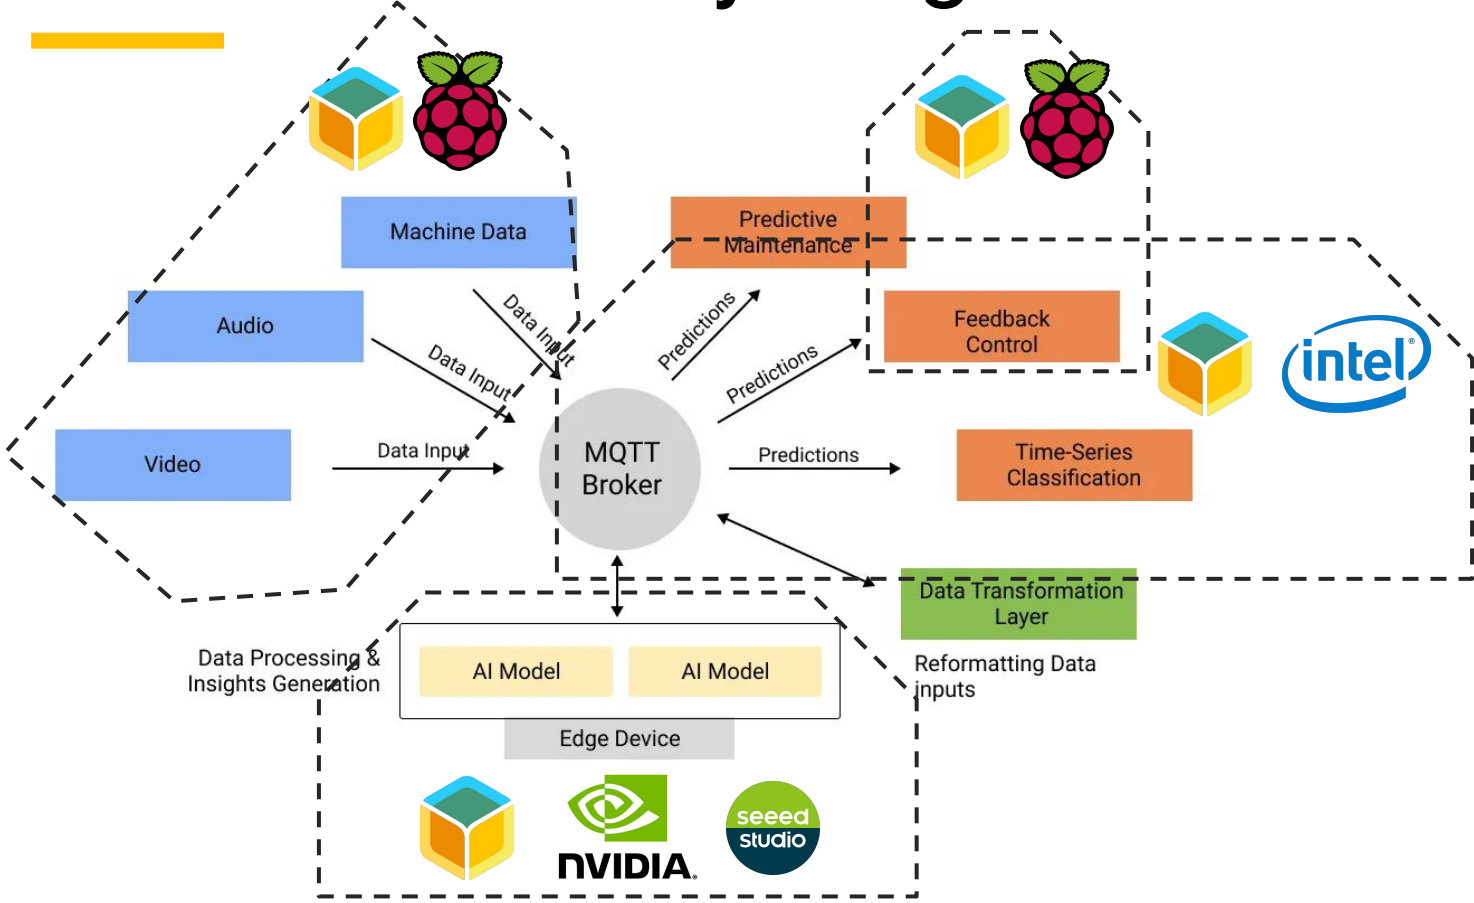 Machine Data
Predictive
Maintenance
Audio
Data Input
Predictions
Feedback
Control
intel®
Data Input
Predictions
Video
Data Input
MQTT
Broker
Predictions
Time-Series
Classification
Data Transformation
Layer
Data Processing &
Insights Generation
AI Model
AI Model
Reformatting Data
inputs
Edge Device
NVIDIA.
seeed
studio